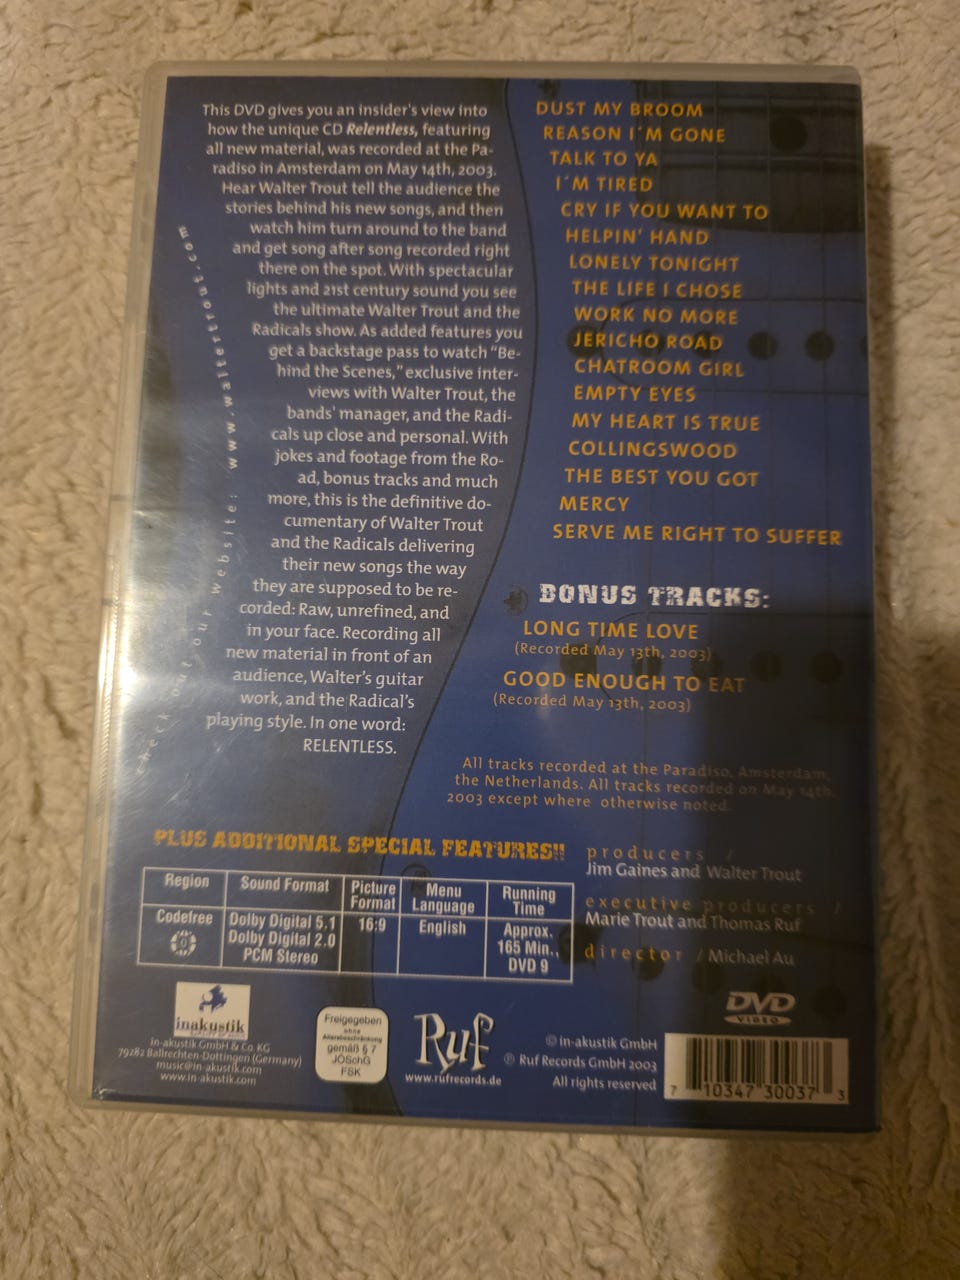 This DVD gives you an insider's view into
how the unique CD Relentless, featuring
all new material, was recorded at the Pa-
radiso in Amsterdam on May 14th, 2003.
Hear Walter Trout tell the audience the
stories behind his new songs, and then
watch him turn around to the band
and get song after song recorded right
there on the spot. With spectacular
lights and 21st century sound you see
the ultimate Walter Trout and the
Radicals show. As added features you
get a backstage pass to watch "Be-
hind the Scenes," exclusive inter-
views with Walter Trout, the
bands' manager, and the Radi-
cals up close and personal. With
jokes and footage from the Ro-
ad, bonus tracks and much
more, this is the definitive do-
cumentary of Walter Trout
and the Radicals delivering
their new songs the way
they are supposed to be re-
corded: Raw, unrefined, and
in your face. Recording all
new material in front of an
audience, Walter's guitar
work, and the Radical's
playing style. In one word:
RELENTLESS.
check out our website: www.waltertrout.com
DUST MY BROOM
REASON I´M GONE
TALK TO YA
I´M TIRED
CRY IF YOU WANT TO
HELPIN' HAND
LONELY TONIGHT
THE LIFE I CHOSE
WORK NO MORE
JERICHO ROAD
CHATROOM GIRL
EMPTY EYES
MY HEART IS TRUE
COLLINGSWOOD
THE BEST YOU GOT
MERCY
SERVE ME RIGHT TO SUFFER
BONUS TRACKS:
LONG TIME LOVE
(Recorded May 13th, 2003)
GOOD ENOUGH TO EAT
(Recorded May 13th, 2003)
All tracks recorded at the Paradiso, Amsterdam,
the Netherlands. All tracks recorded on May 14th,
2003 except where otherwise noted.
PLUS ADDITIONAL SPECIAL FEATURES!!
Region Sound Format Picture Format Menu Language Running Time
Codefree Dolby Digital 5.1 16:9 English Approx.
0 Dolby Digital 2.0 165 Min.,
PCM Stereo DVD 9
producers /
Jim Gaines and Walter Trout
executive producers /
Marie Trout and Thomas Ruf
director / Michael Au
DVD
VIDEO
inakustik
in-akustik GmbH & Co. KG
79282 Ballrechten-Dottingen (Germany)
music@in-akustik.com
www.in-akustik.com
Freigegeben
ohne
Altersbeschränkung
gemäß § 7
JÖSchG
FSK
Ruf
www.rufrecords.de
© in-akustik GmbH
℗ Ruf Records GmbH 2003
All rights reserved
7 10347 30037 3